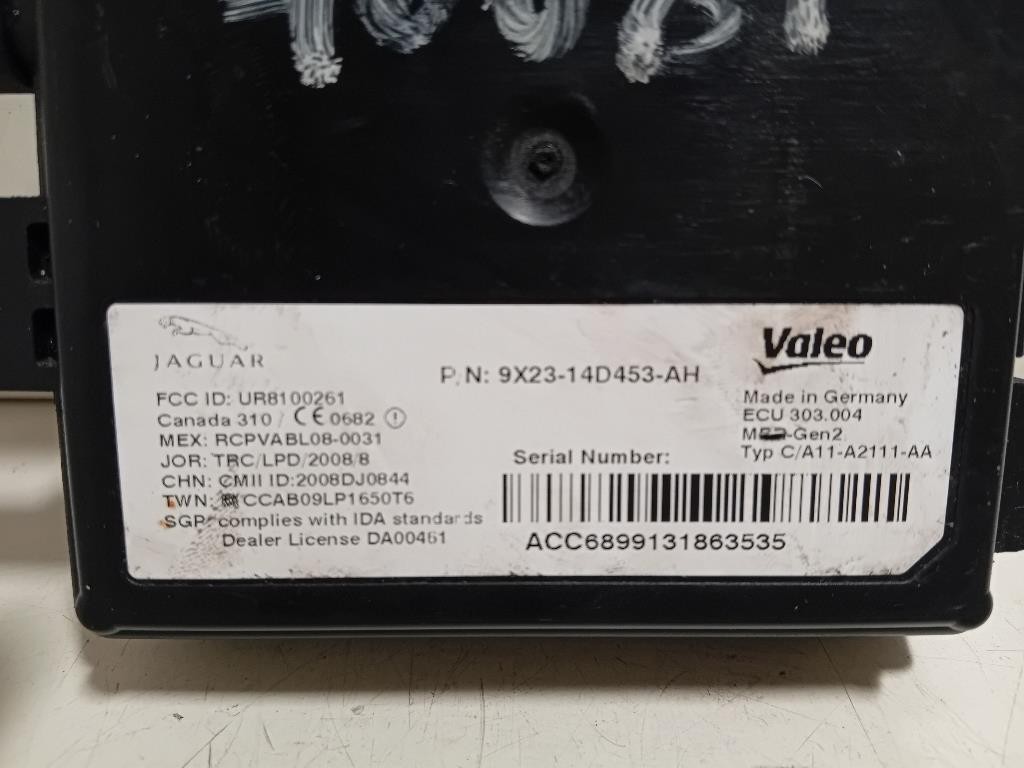 JAGUAR
Valeo
P.N: 9X23-14D453-AH
FCC ID: UR8100261
Canada 310 / CE 0682
MEX: RCPVABL08-0031
JOR: TRC/LPD/2008/8
CHN: CMII ID:2008DJ0844
TWN: CCAB09LP1650T6
SGP: complies with IDA standards
Dealer License DA00461
Made in Germany
ECU 303.004
-Gen2
Typ C/A11-A2111-AA
Serial Number:
ACC6899131863535